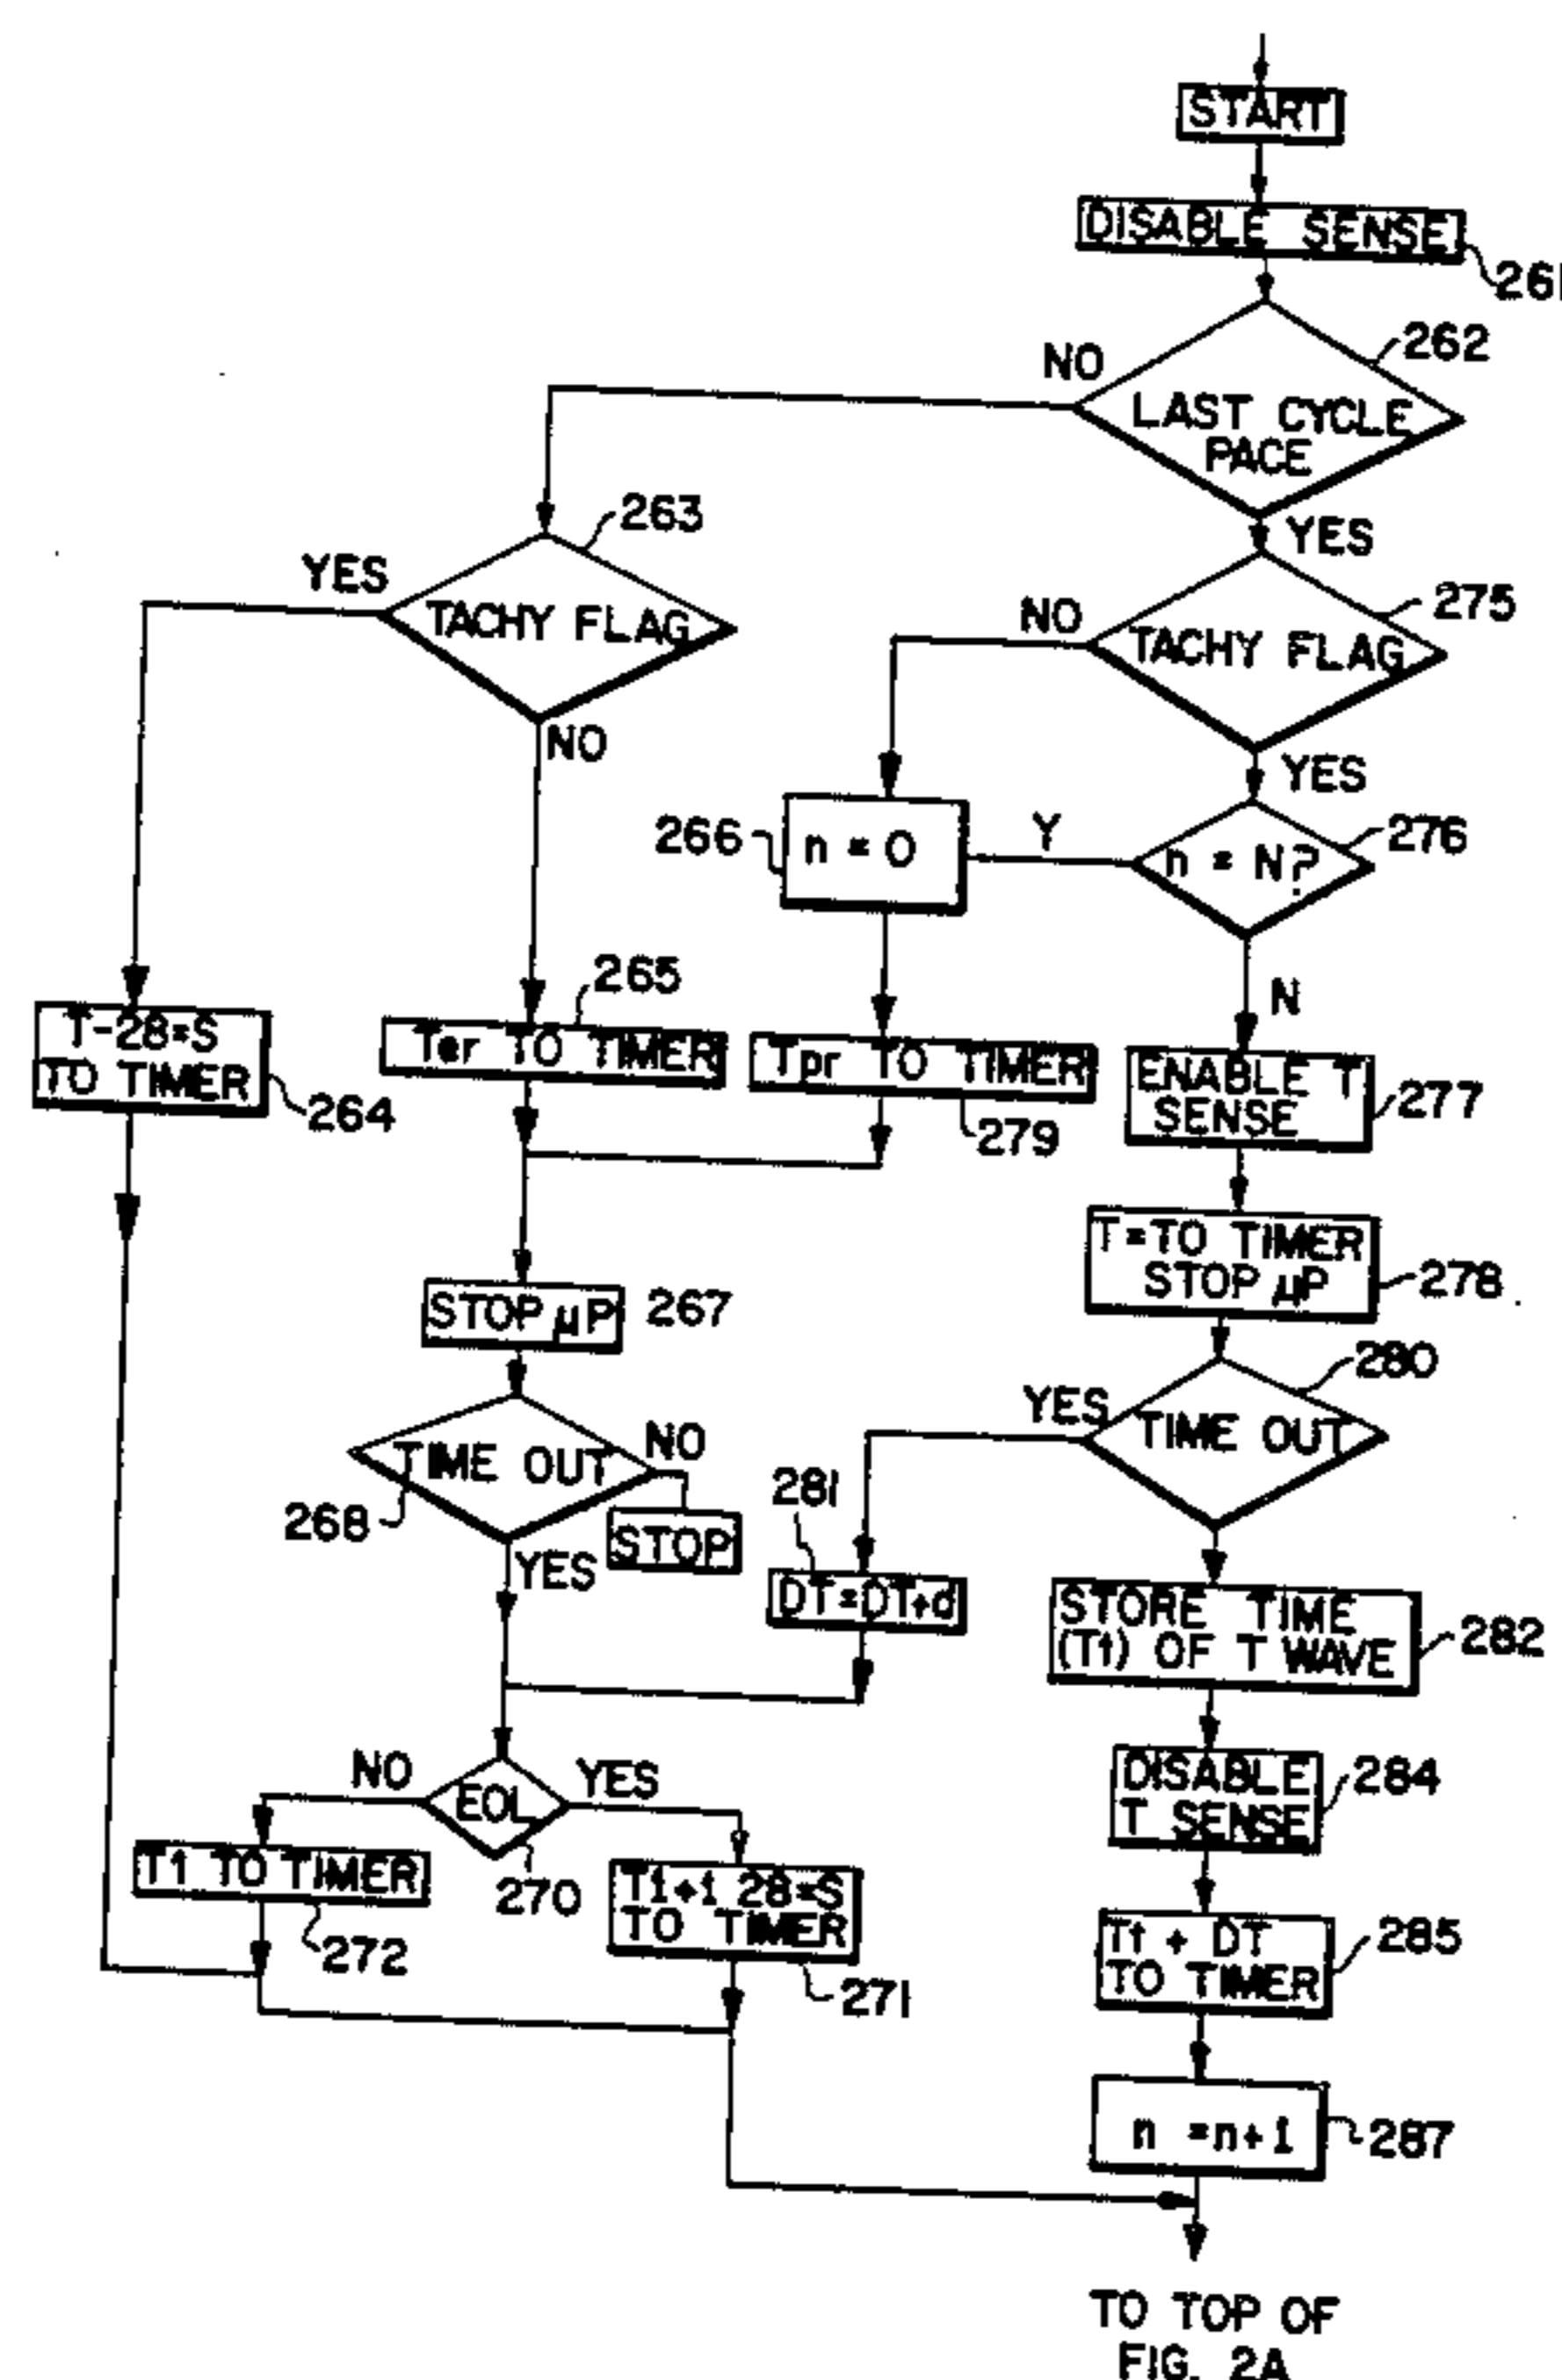 START
DISABLE SENSE
261
262
NO
LAST CYCLE
PACE
YES
263
YES
TACHY FLAG
NO
275
NO
TACHY FLAG
YES
266
n = 0
Y
n = N?
276
N
T-28=S
TO TIMER
264
265
Ter TO TIMER
Tpr TO TIMER
279
ENABLE T
SENSE
277
T=TO TIMER
STOP µP
278
STOP µP
267
280
YES
TIME OUT
TIME OUT
NO
268
STOP
YES
281
DT=DT+d
STORE TIME
(Tt) OF T WAVE
282
NO
EOL
YES
270
DISABLE
T SENSE
284
T1 TO TIMER
272
T1+1 28=S
TO TIMER
271
Tt + DT
TO TIMER
285
n =n+1
287
TO TOP OF
FIG. 2A